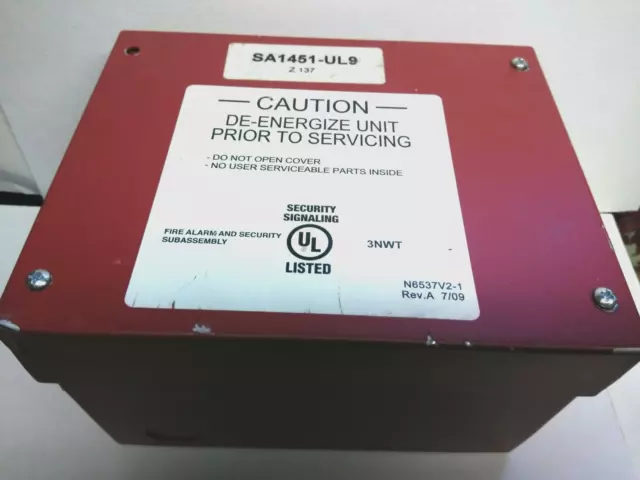 SA1451-UL9
Z 137
CAUTION
DE-ENERGIZE UNIT
PRIOR TO SERVICING
- DO NOT OPEN COVER
- NO USER SERVICEABLE PARTS INSIDE
SECURITY
SIGNALING
FIRE ALARM AND SECURITY
SUBASSEMBLY
UL
3NWT
LISTED
N6537V2-1
Rev.A 7/09